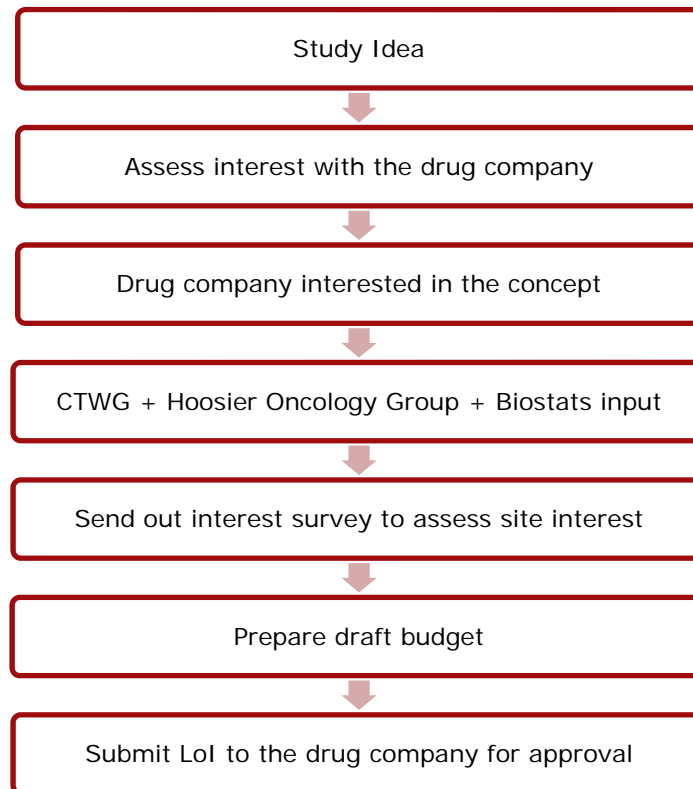 Study Idea
Assess interest with the drug company
Drug company interested in the concept
CTWG + Hoosier Oncology Group + Biostats input
Send out interest survey to assess site interest
Prepare draft budget
Submit LoI to the drug company for approval